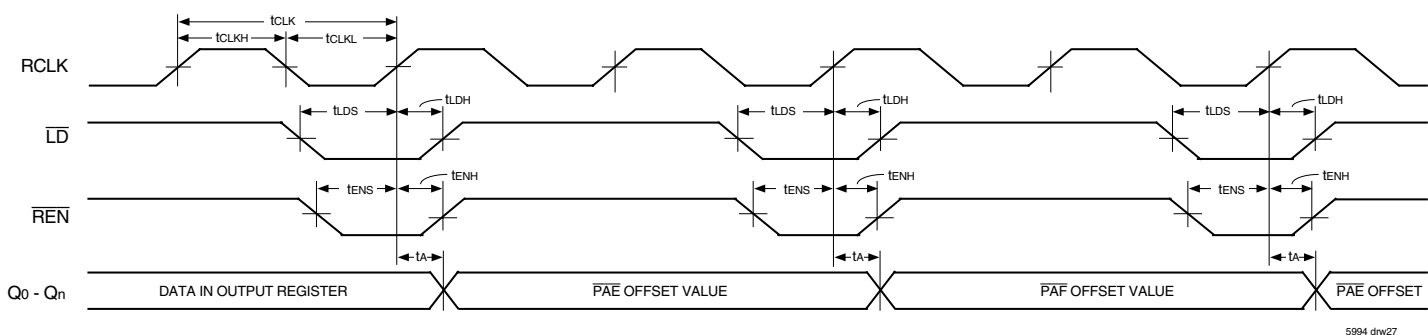 tCLK
tCLKH tCLKL
RCLK
tLDS tLDH tLDS tLDH tLDS tLDH
LD
tENS tENH tENS tENH tENS tENH
REN
tA tA tA
Q0 - Qn DATA IN OUTPUT REGISTER PAE OFFSET VALUE PAF OFFSET VALUE PAE OFFSET
5994 drw27